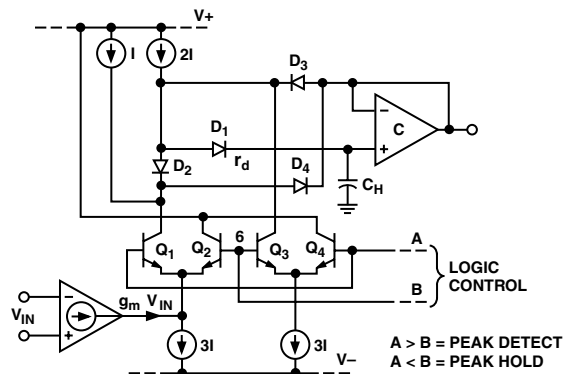 V+
I
2I
D3
D1
rd
D2
D4
−
C
+
CH
Q1
Q2
6
Q3
Q4
A
B
LOGIC
CONTROL
VIN
−
+
gm VIN
3I
3I
V−
A > B = PEAK DETECT
A < B = PEAK HOLD